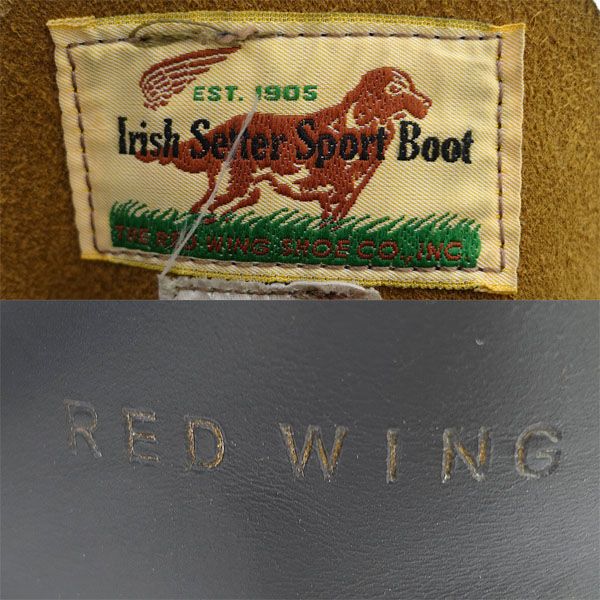 EST. 1905
Irish Setter Sport Boot
THE RED WING SHOE CO., INC.
RED WING